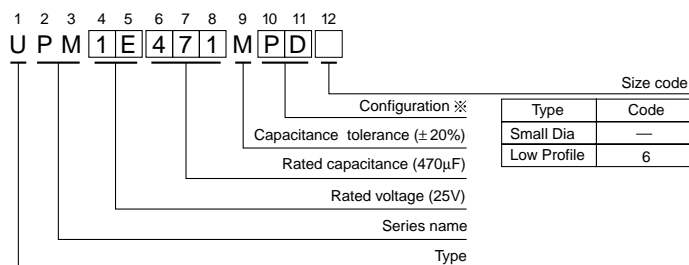 1 2 3 4 5 6 7 8 9 10 11 12
U P M 1 E 4 7 1 M P D
Size code
Configuration ※
Capacitance tolerance (±20%)
Rated capacitance (470µF)
Rated voltage (25V)
Series name
Type
Type Code
Small Dia —
Low Profile 6